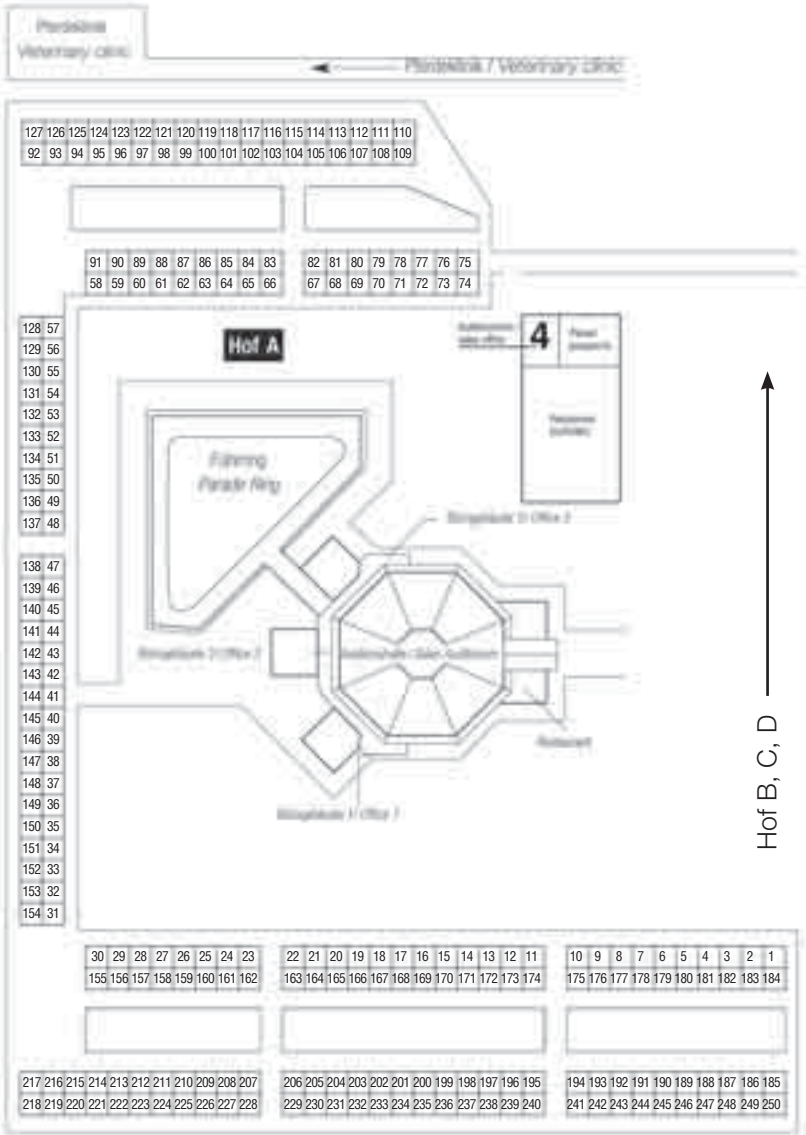 Pferdeklinik
Veterinary clinic
Pferdeklinik / Veterinary clinic
127 126 125 124 123 122 121 120 119 118 117 116 115 114 113 112 111 110
92 93 94 95 96 97 98 99 100 101 102 103 104 105 106 107 108 109
91 90 89 88 87 86 85 84 83 82 81 80 79 78 77 76 75
58 59 60 61 62 63 64 65 66 67 68 69 70 71 72 73 74
128 57
129 56
130 55
131 54
132 53
133 52
134 51
135 50
136 49
137 48
Hof A
4
Führring
Parade Ring
138 47
139 46
140 45
141 44
142 43
143 42
144 41
145 40
146 39
147 38
148 37
149 36
150 35
151 34
152 33
153 32
154 31
Restaurant
Hof B, C, D
30 29 28 27 26 25 24 23 22 21 20 19 18 17 16 15 14 13 12 11 10 9 8 7 6 5 4 3 2 1
155 156 157 158 159 160 161 162 163 164 165 166 167 168 169 170 171 172 173 174 175 176 177 178 179 180 181 182 183 184
217 216 215 214 213 212 211 210 209 208 207 206 205 204 203 202 201 200 199 198 197 196 195 194 193 192 191 190 189 188 187 186 185
218 219 220 221 222 223 224 225 226 227 228 229 230 231 232 233 234 235 236 237 238 239 240 241 242 243 244 245 246 247 248 249 250